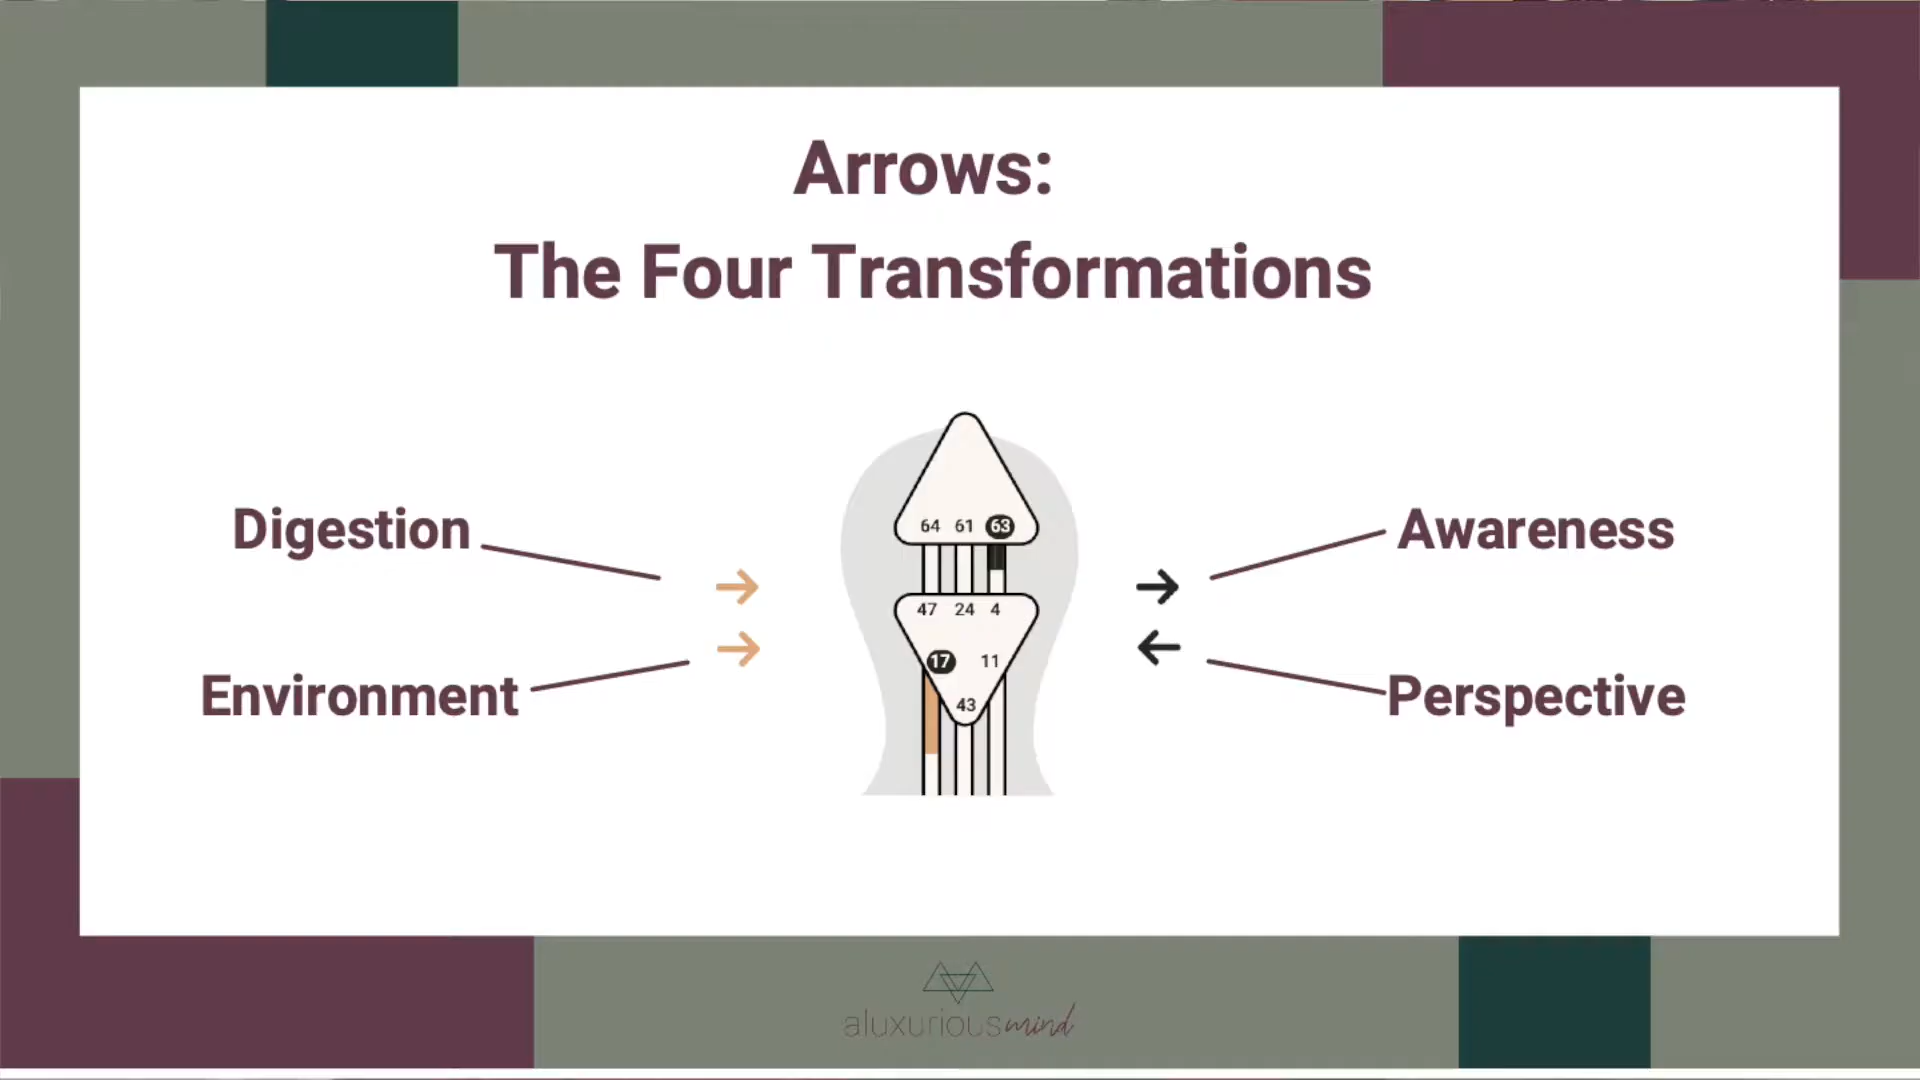 Arrows:
The Four Transformations
Digestion
Awareness
64 61 63
47 24 4
17 11
43
Environment
Perspective
aluxuriousmind